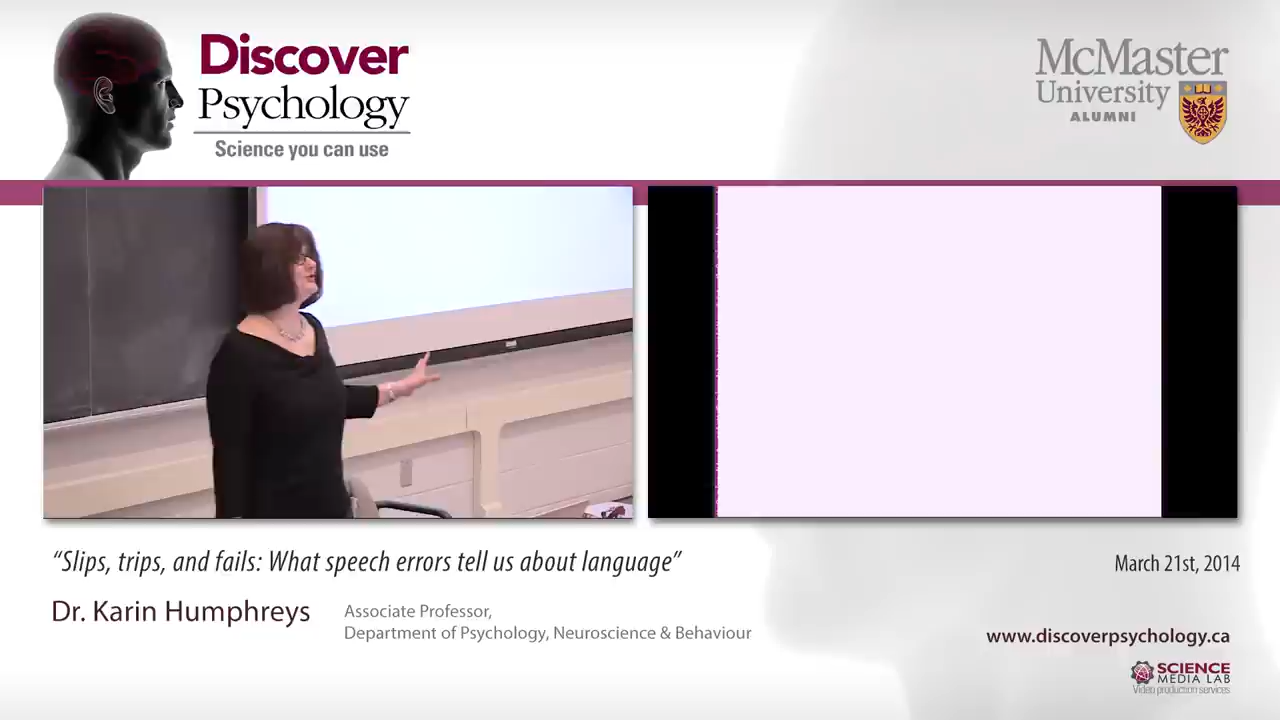 Discover
Psychology
Science you can use
McMaster
University
ALUMNI
“Slips, trips, and fails: What speech errors tell us about language”
March 21st, 2014
Dr. Karin Humphreys
Associate Professor,
Department of Psychology, Neuroscience & Behaviour
www.discoverpsychology.ca
SCIENCE
MEDIA LAB
Video production services